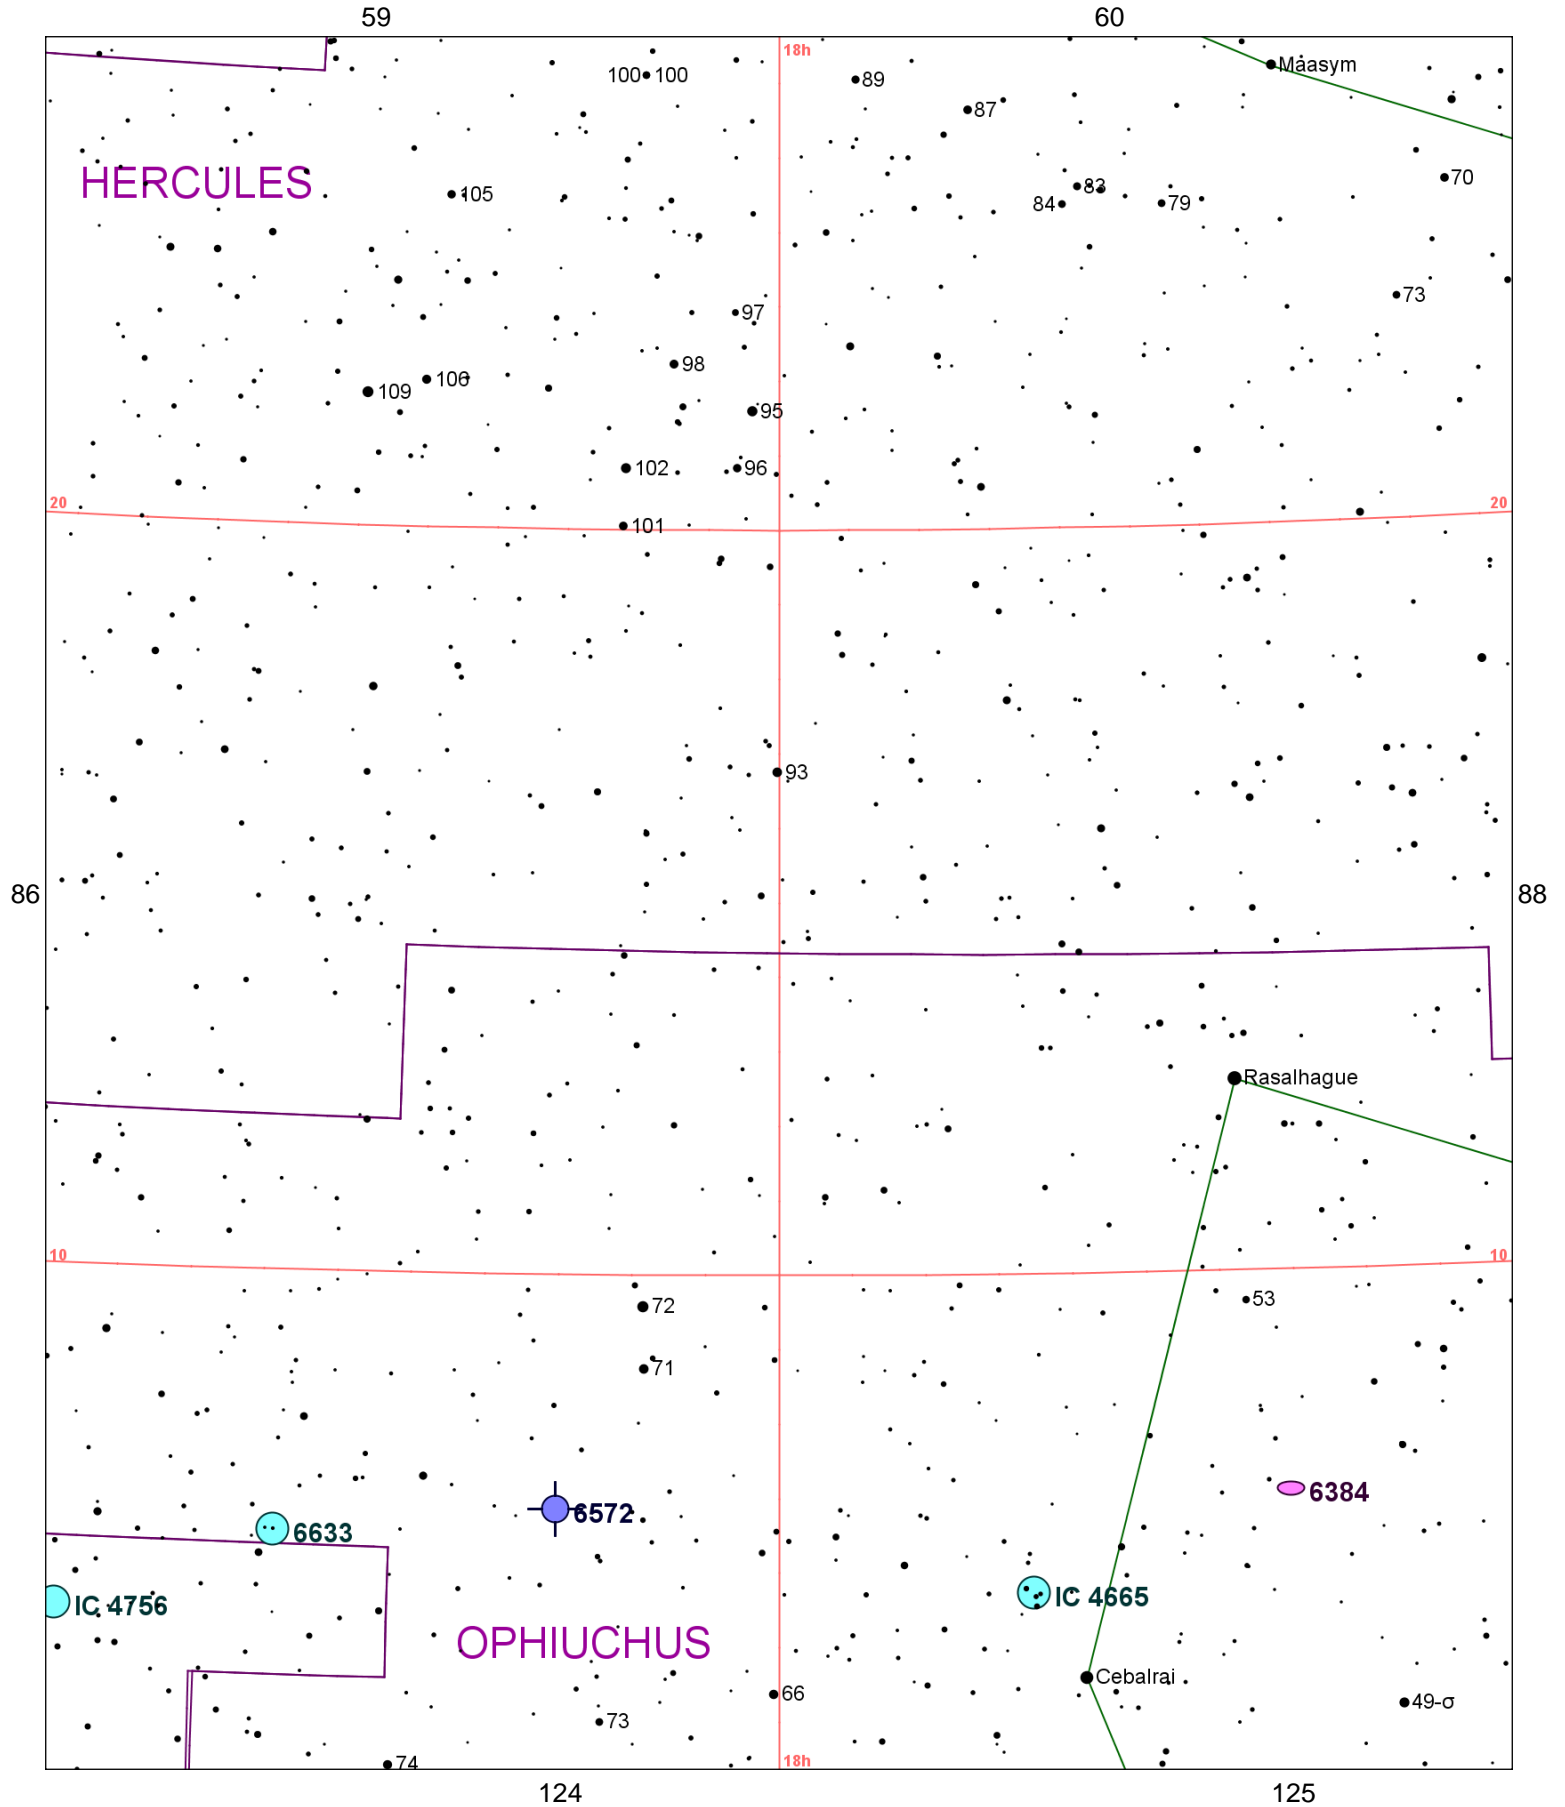 59 60
18h
100 100 89 Maasym
87
HERCULES 105 83 70
84 79
97 73
98
109 106
95
102 96
20 20
101
93
86 88
Rasalhague
10 10
72 53
71
6572 6384
6633
IC 4756 IC 4665
OPHIUCHUS
Cebalrai
66 49-σ
73
74 18h
124 125